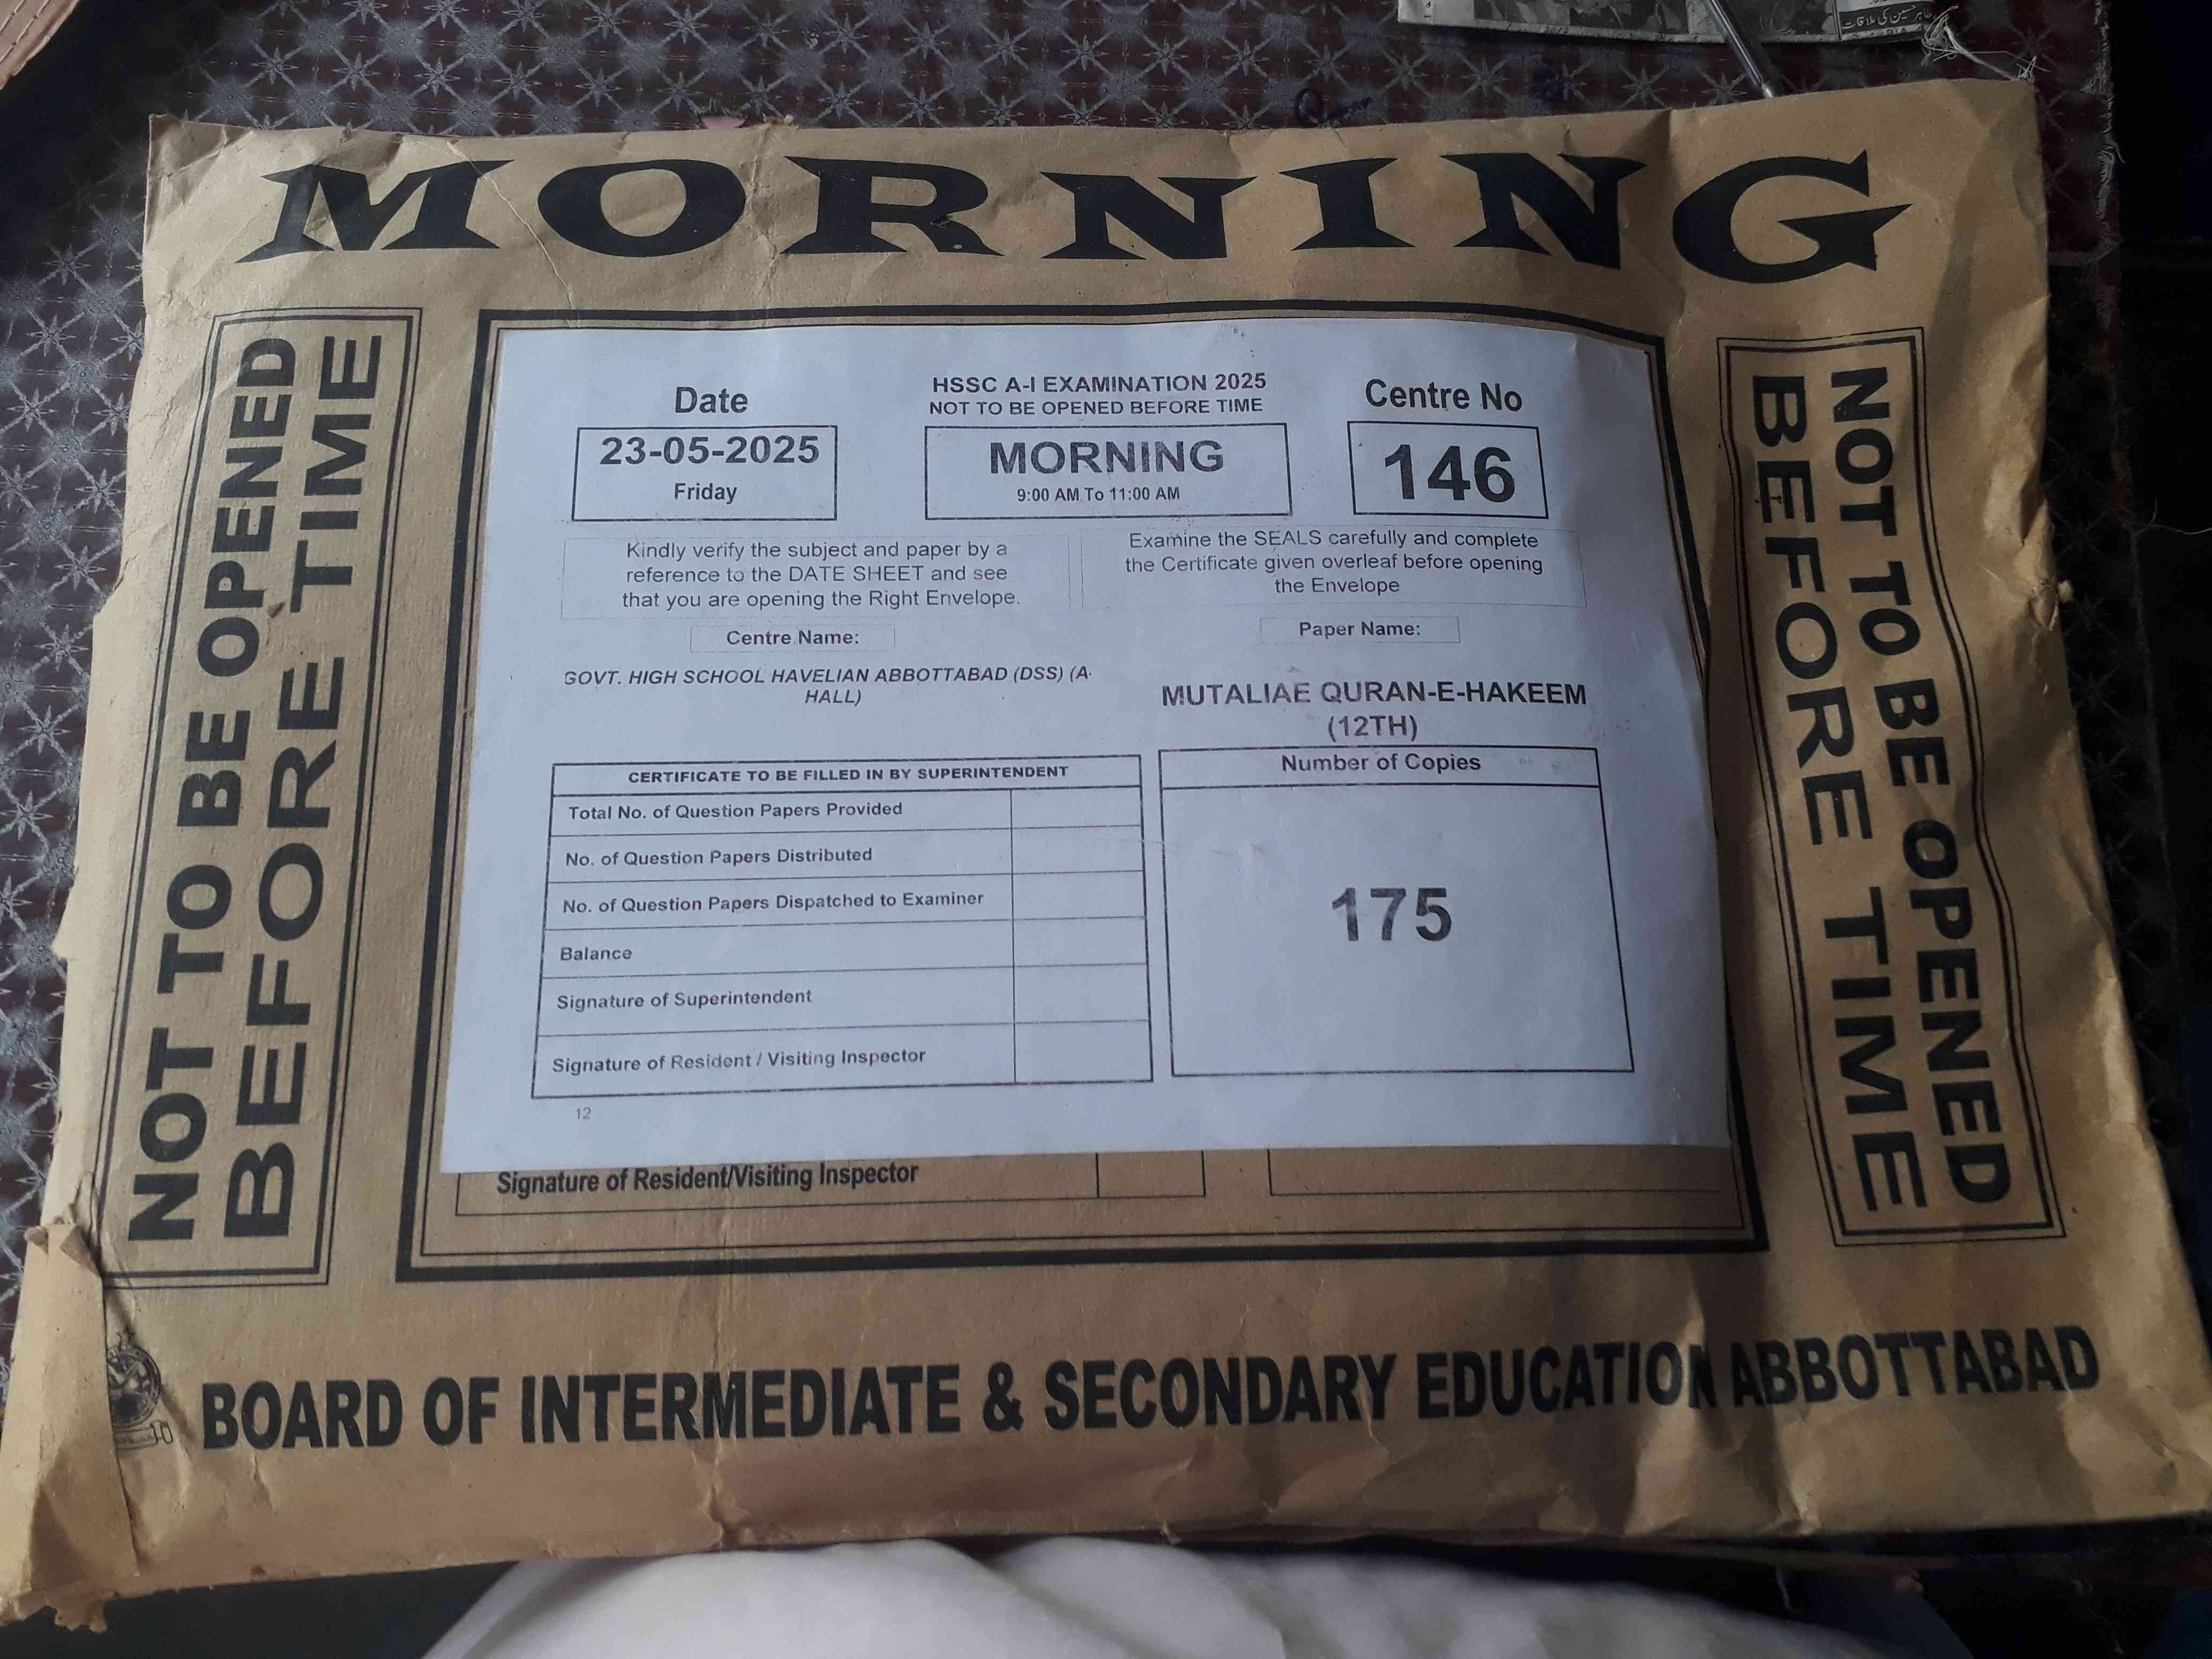 طاہر حسین کی ملاقات
MORNING
NOT TO BE OPENED
BEFORE TIME
Date
23-05-2025
Friday
HSSC A-I EXAMINATION 2025
NOT TO BE OPENED BEFORE TIME
MORNING
9:00 AM To 11:00 AM
Centre No
146
Kindly verify the subject and paper by a
reference to the DATE SHEET and see
that you are opening the Right Envelope.
Examine the SEALS carefully and complete
the Certificate given overleaf before opening
the Envelope
Centre Name:
GOVT. HIGH SCHOOL HAVELIAN ABBOTTABAD (DSS) (A-
HALL)
Paper Name:
MUTALIAE QURAN-E-HAKEEM
(12TH)
CERTIFICATE TO BE FILLED IN BY SUPERINTENDENT
Total No. of Question Papers Provided
No. of Question Papers Distributed
No. of Question Papers Dispatched to Examiner
Balance
Signature of Superintendent
Signature of Resident / Visiting Inspector
Number of Copies
175
12
Signature of Resident/Visiting Inspector
NOT TO BE OPENED
BEFORE TIME
BOARD OF INTERMEDIATE & SECONDARY EDUCATION ABBOTTABAD